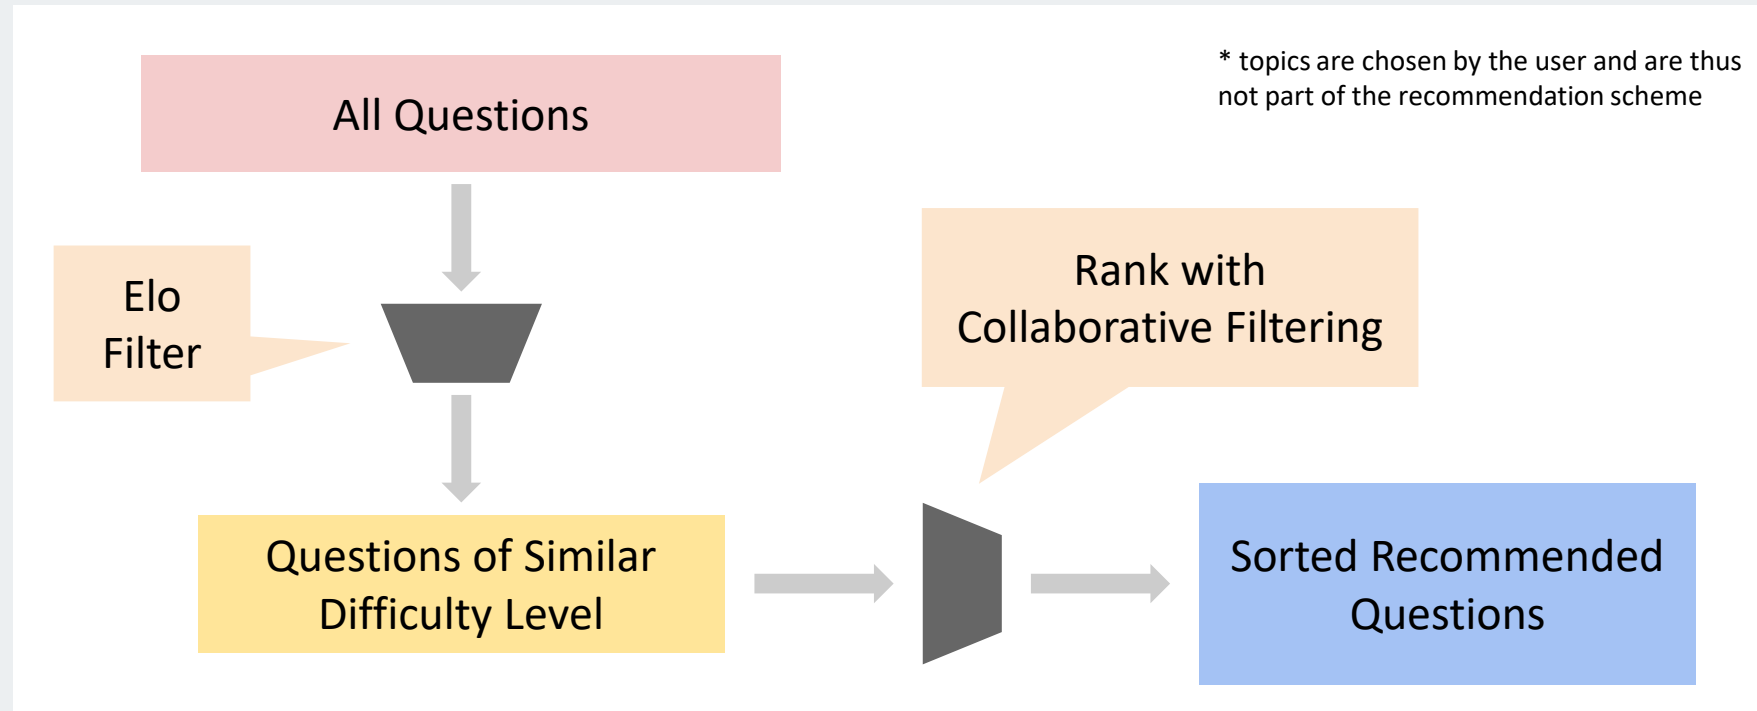 All Questions
* topics are chosen by the user and are thus
not part of the recommendation scheme
Elo
Filter
Rank with
Collaborative Filtering
Questions of Similar
Difficulty Level
Sorted Recommended
Questions